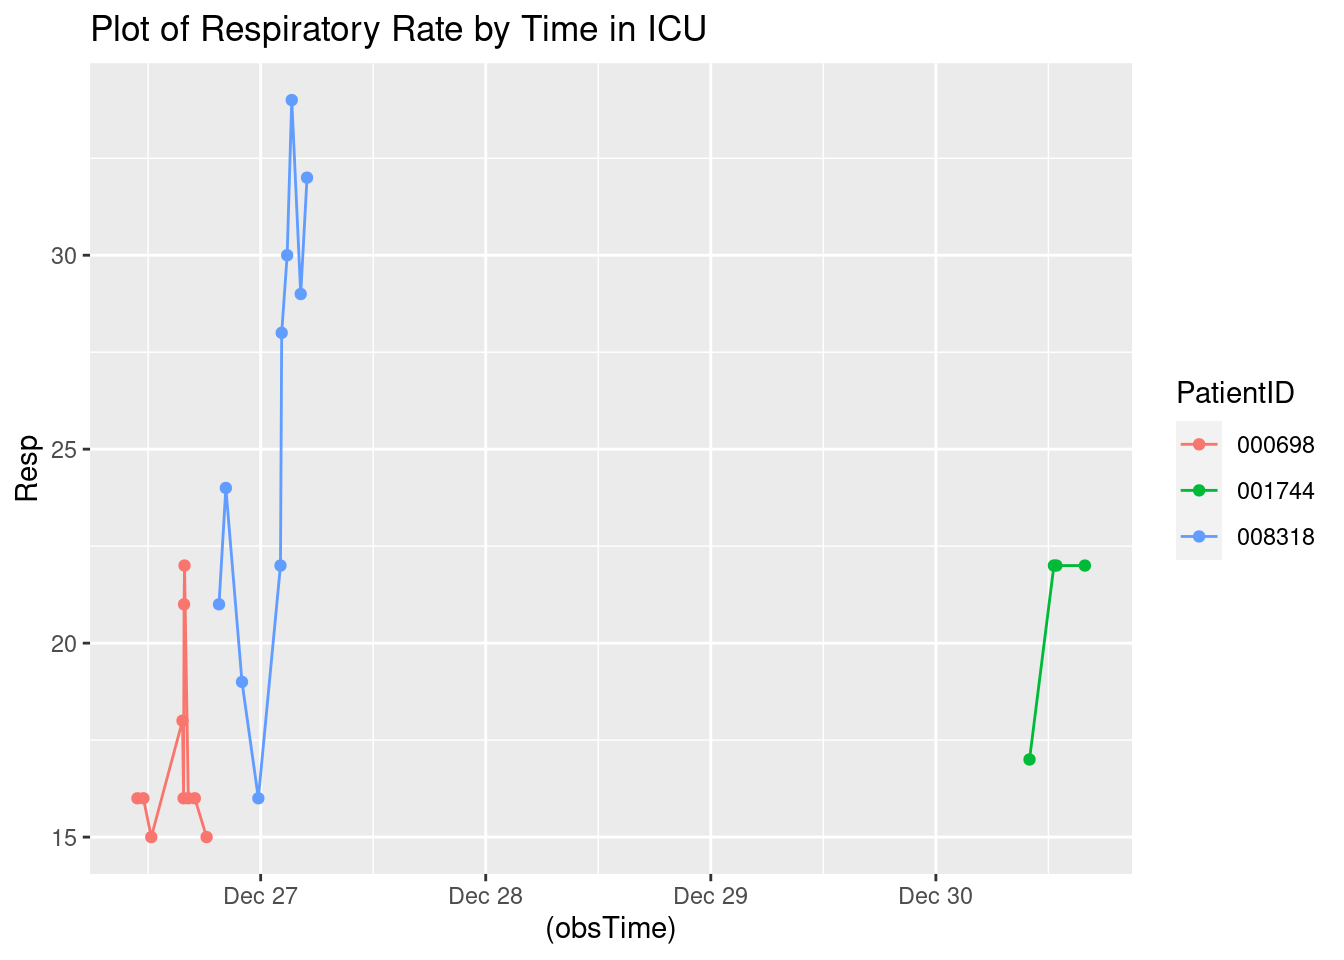 Plot of Respiratory Rate by Time in ICU
Resp
30
25
20
15
Dec 27 Dec 28 Dec 29 Dec 30
(obsTime)
PatientID
000698
001744
008318